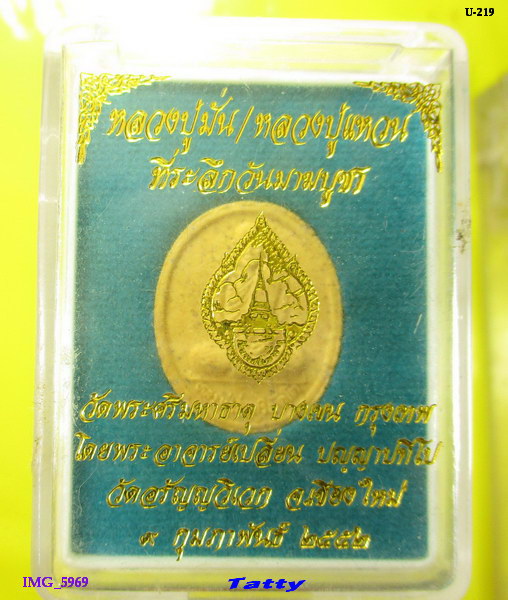 U-219
หลวงปู่มั่น/หลวงปู่แหวน
ที่ระลึกวันมาฆบูชา
วัดพระศรีมหาธาตุ บางเขน กรุงเทพ
โดยพระอาจารย์เปลี่ยน ปญฺญาปทีโป
วัดอรัญญวิเวก จ.เชียงใหม่
๙ กุมภาพันธ์ ๒๕๕๒
IMG_5969
Tatty